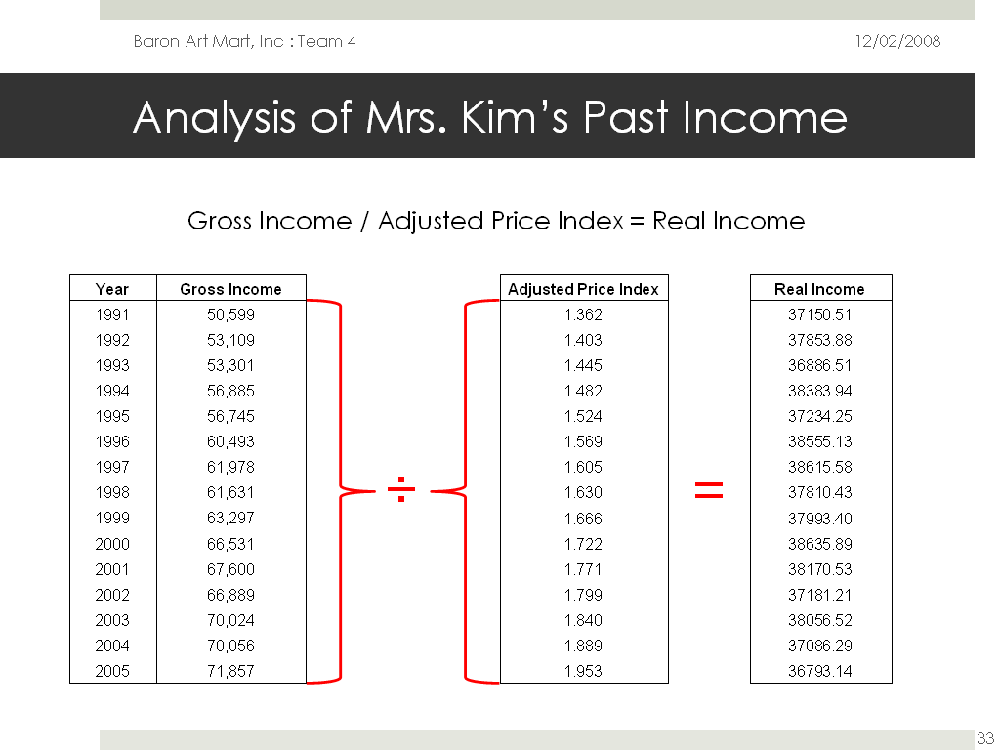 Baron Art Mart, Inc : Team 4 12/02/2008
Analysis of Mrs. Kim's Past Income
Gross Income / Adjusted Price Index = Real Income
Year Gross Income Adjusted Price Index Real Income
1991 50,599 1.362 37150.51
1992 53,109 1.403 37853.88
1993 53,301 1.445 36886.51
1994 56,885 1.482 38383.94
1995 56,745 1.524 37234.25
1996 60,493 1.569 38555.13
1997 61,978 1.605 38615.58
1998 61,631 1.630 37810.43
1999 63,297 1.666 37993.40
2000 66,531 1.722 38635.89
2001 67,600 1.771 38170.53
2002 66,889 1.799 37181.21
2003 70,024 1.840 38056.52
2004 70,056 1.889 37086.29
2005 71,857 1.953 36793.14
÷ =
33